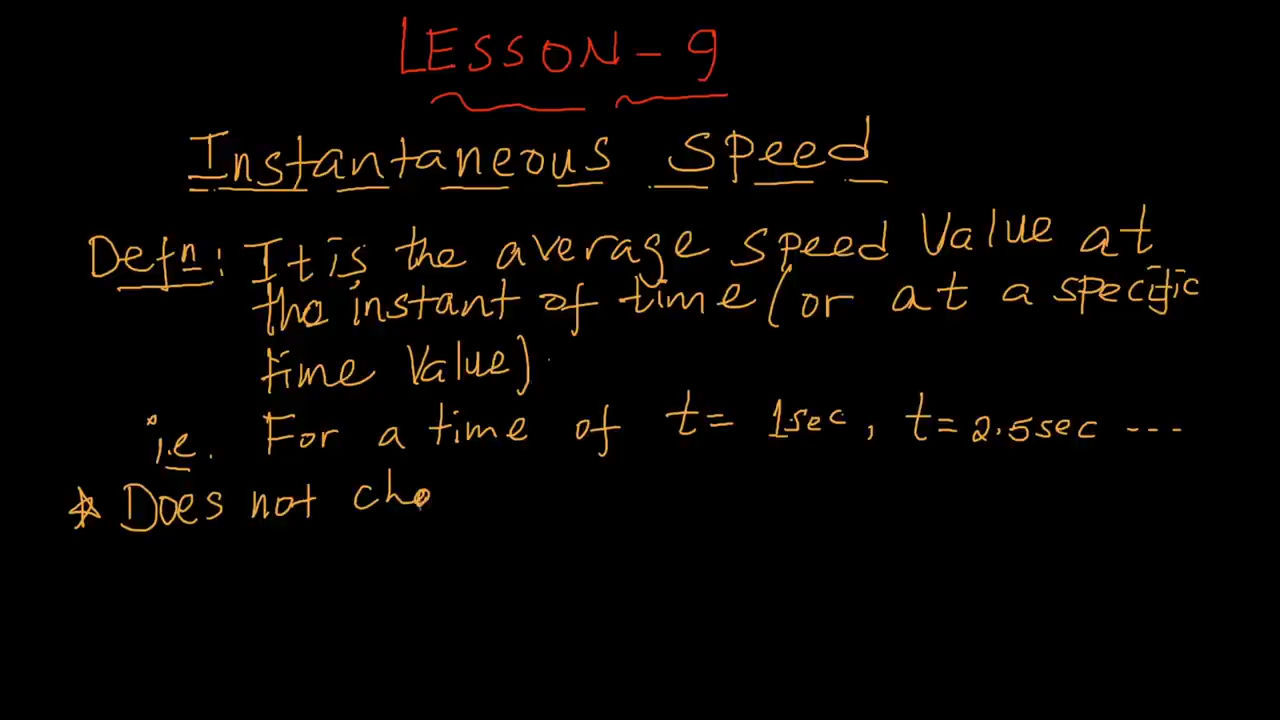 LESSON - 9
Instantaneous Speed
Defn: It is the average speed Value at
the instant of time (or at a specific
time Value)
i.e. For a time of t = 1sec, t = 2.5sec ---
* Does not cha